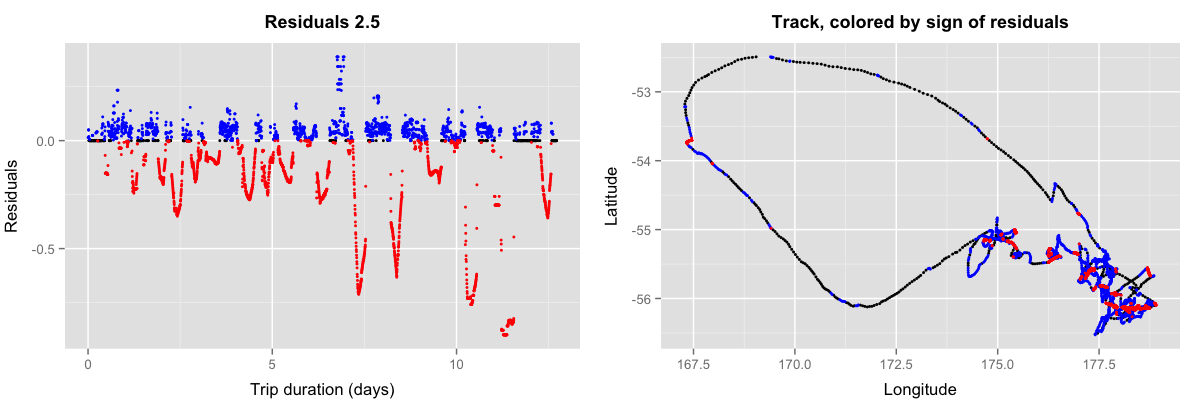 Residuals 2.5
Residuals
0.0
-0.5
0
5
10
Trip duration (days)
Track, colored by sign of residuals
Latitude
-53
-54
-55
-56
167.5
170.0
172.5
175.0
177.5
Longitude